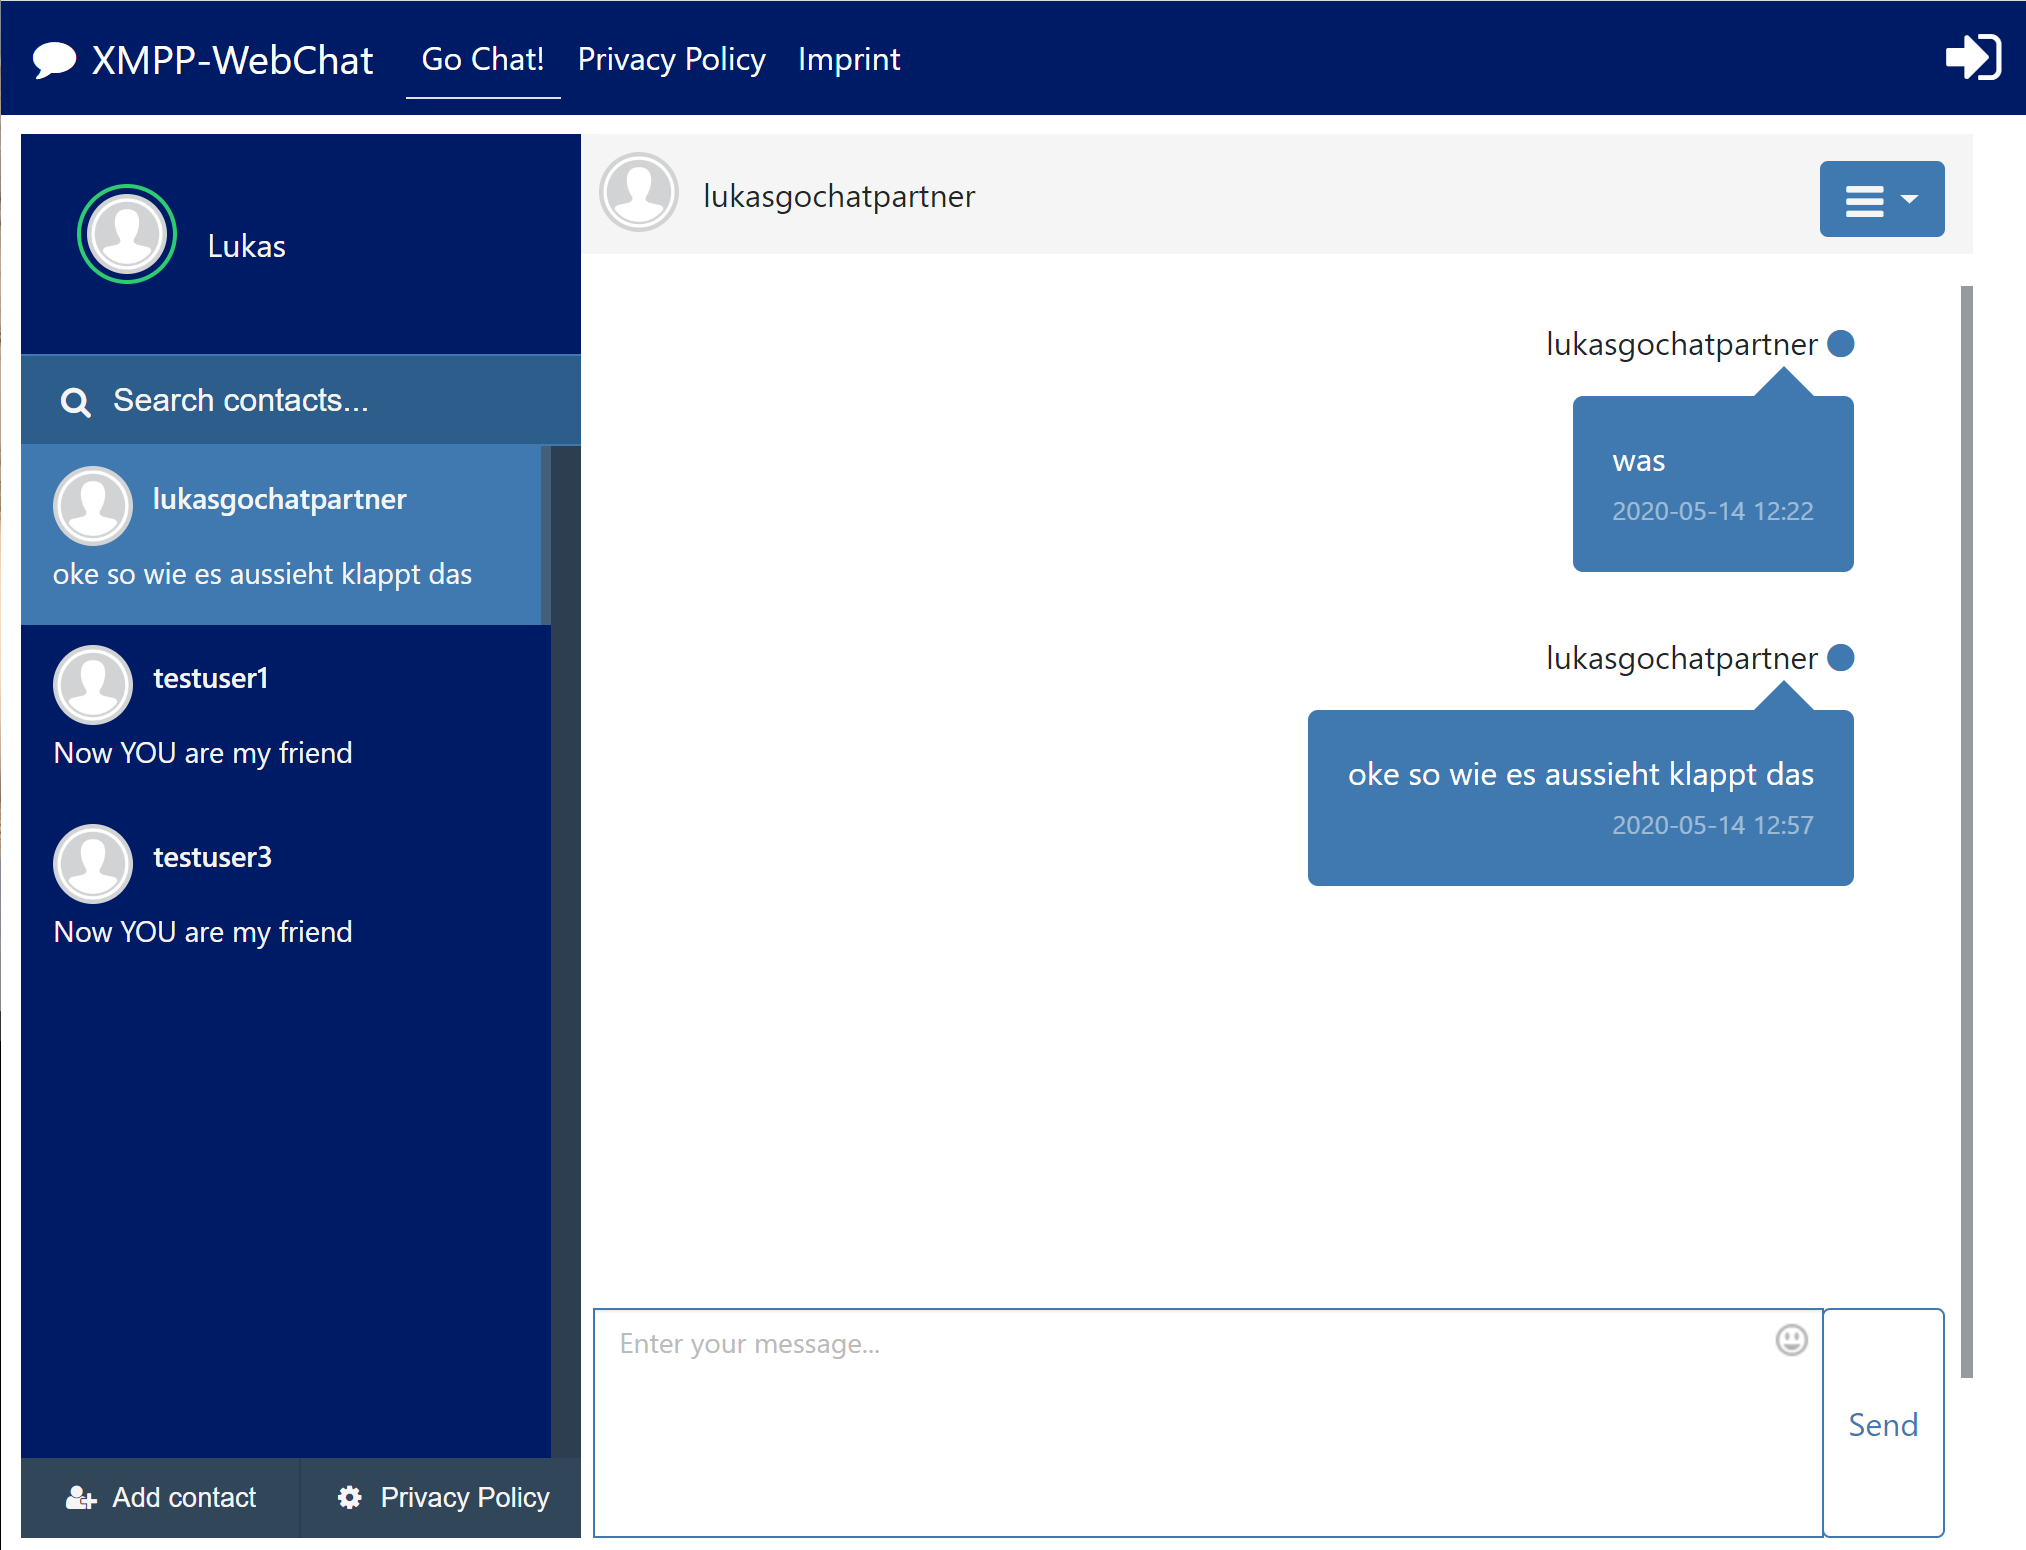 XMPP-WebChat Go Chat! Privacy Policy Imprint
Lukas
Search contacts...
lukasgochatpartner
oke so wie es aussieht klappt das
testuser1
Now YOU are my friend
testuser3
Now YOU are my friend
Add contact Privacy Policy
lukasgochatpartner
lukasgochatpartner
was
2020-05-14 12:22
lukasgochatpartner
oke so wie es aussieht klappt das
2020-05-14 12:57
Enter your message...
Send